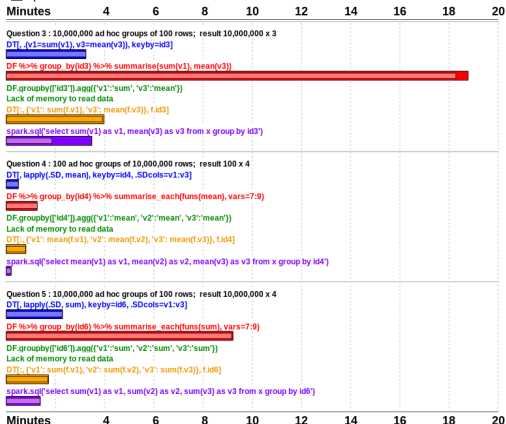 Minutes 4 6 8 10 12 14 16 18 20
Question 3 : 10,000,000 ad hoc groups of 100 rows;  result 10,000,000 x 3
DT[, .(v1=sum(v1), v3=mean(v3)), keyby=id3]
DF %>% group_by(id3) %>% summarise(sum(v1), mean(v3))
DF.groupby(['id3']).agg({'v1':'sum', 'v3':'mean'})
Lack of memory to read data
DT[:, {'v1': sum(f.v1), 'v3': mean(f.v3)}, f.id3]
spark.sql('select sum(v1) as v1, mean(v3) as v3 from x group by id3')
Question 4 : 100 ad hoc groups of 10,000,000 rows;  result 100 x 4
DT[, lapply(.SD, mean), keyby=id4, .SDcols=v1:v3]
DF %>% group_by(id4) %>% summarise_each(funs(mean), vars=7:9)
DF.groupby(['id4']).agg({'v1':'mean', 'v2':'mean', 'v3':'mean'})
Lack of memory to read data
DT[:, {'v1': mean(f.v1), 'v2': mean(f.v2), 'v3': mean(f.v3)}, f.id4]
spark.sql('select mean(v1) as v1, mean(v2) as v2, mean(v3) as v3 from x group by id4')
Question 5 : 10,000,000 ad hoc groups of 100 rows;  result 10,000,000 x 4
DT[, lapply(.SD, sum), keyby=id6, .SDcols=v1:v3]
DF %>% group_by(id6) %>% summarise_each(funs(sum), vars=7:9)
DF.groupby(['id6']).agg({'v1':'sum', 'v2':'sum', 'v3':'sum'})
Lack of memory to read data
DT[:, {'v1': sum(f.v1), 'v2': sum(f.v2), 'v3': sum(f.v3)}, f.id6]
spark.sql('select sum(v1) as v1, sum(v2) as v2, sum(v3) as v3 from x group by id6')
Minutes 4 6 8 10 12 14 16 18 20